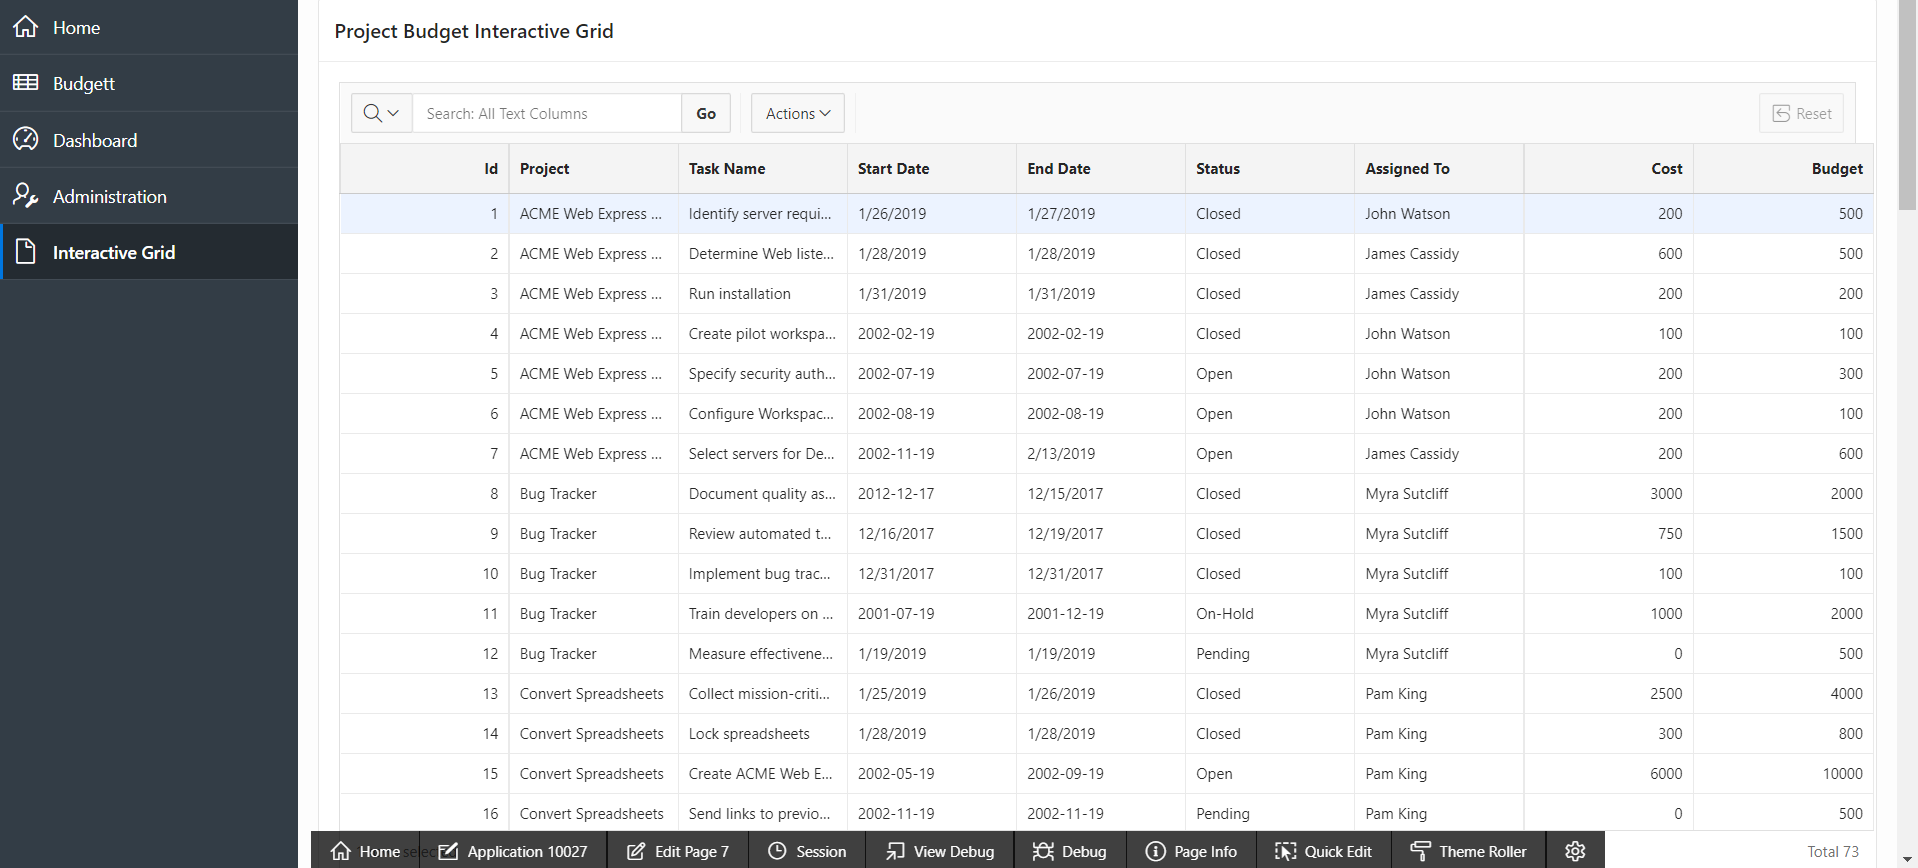 Home
Budgett
Dashboard
Administration
Interactive Grid
Project Budget Interactive Grid
Search: All Text Columns Go Actions Reset
Id Project Task Name Start Date End Date Status Assigned To Cost Budget
1 ACME Web Express ... Identify server requi... 1/26/2019 1/27/2019 Closed John Watson 200 500
2 ACME Web Express ... Determine Web liste... 1/28/2019 1/28/2019 Closed James Cassidy 600 500
3 ACME Web Express ... Run installation 1/31/2019 1/31/2019 Closed James Cassidy 200 200
4 ACME Web Express ... Create pilot workspa... 2002-02-19 2002-02-19 Closed John Watson 100 100
5 ACME Web Express ... Specify security auth... 2002-07-19 2002-07-19 Open John Watson 200 300
6 ACME Web Express ... Configure Workspac... 2002-08-19 2002-08-19 Open John Watson 200 100
7 ACME Web Express ... Select servers for De... 2002-11-19 2/13/2019 Open James Cassidy 200 600
8 Bug Tracker Document quality as... 2012-12-17 12/15/2017 Closed Myra Sutcliff 3000 2000
9 Bug Tracker Review automated t... 12/16/2017 12/19/2017 Closed Myra Sutcliff 750 1500
10 Bug Tracker Implement bug trac... 12/31/2017 12/31/2017 Closed Myra Sutcliff 100 100
11 Bug Tracker Train developers on ... 2001-07-19 2001-12-19 On-Hold Myra Sutcliff 1000 2000
12 Bug Tracker Measure effectivene... 1/19/2019 1/19/2019 Pending Myra Sutcliff 0 500
13 Convert Spreadsheets Collect mission-criti... 1/25/2019 1/26/2019 Closed Pam King 2500 4000
14 Convert Spreadsheets Lock spreadsheets 1/28/2019 1/28/2019 Closed Pam King 300 800
15 Convert Spreadsheets Create ACME Web E... 2002-05-19 2002-09-19 Open Pam King 6000 10000
16 Convert Spreadsheets Send links to previo... 2002-11-19 2002-11-19 Pending Pam King 0 500
Home Application 10027 Edit Page 7 Session View Debug Debug Page Info Quick Edit Theme Roller Total 73